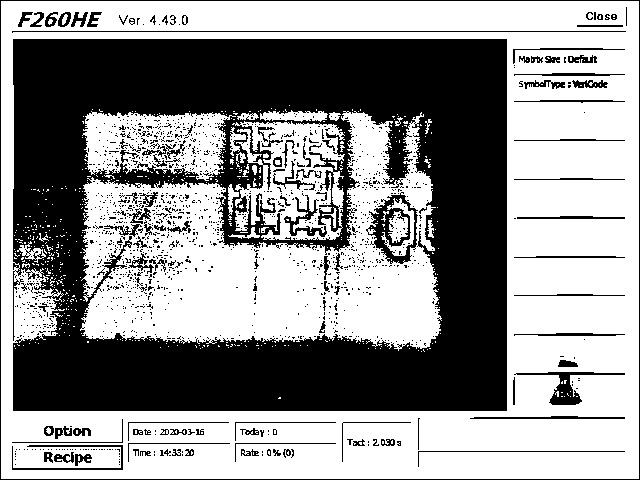 F260HE Ver. 4.43.0 Close
Matrix Size : Default
SymbolType : VeriCode
Option
Date : 2020-03-16
Today : 0
Tact : 2.030 s
Recipe
Time : 14:33:20
Rate : 0% (0)